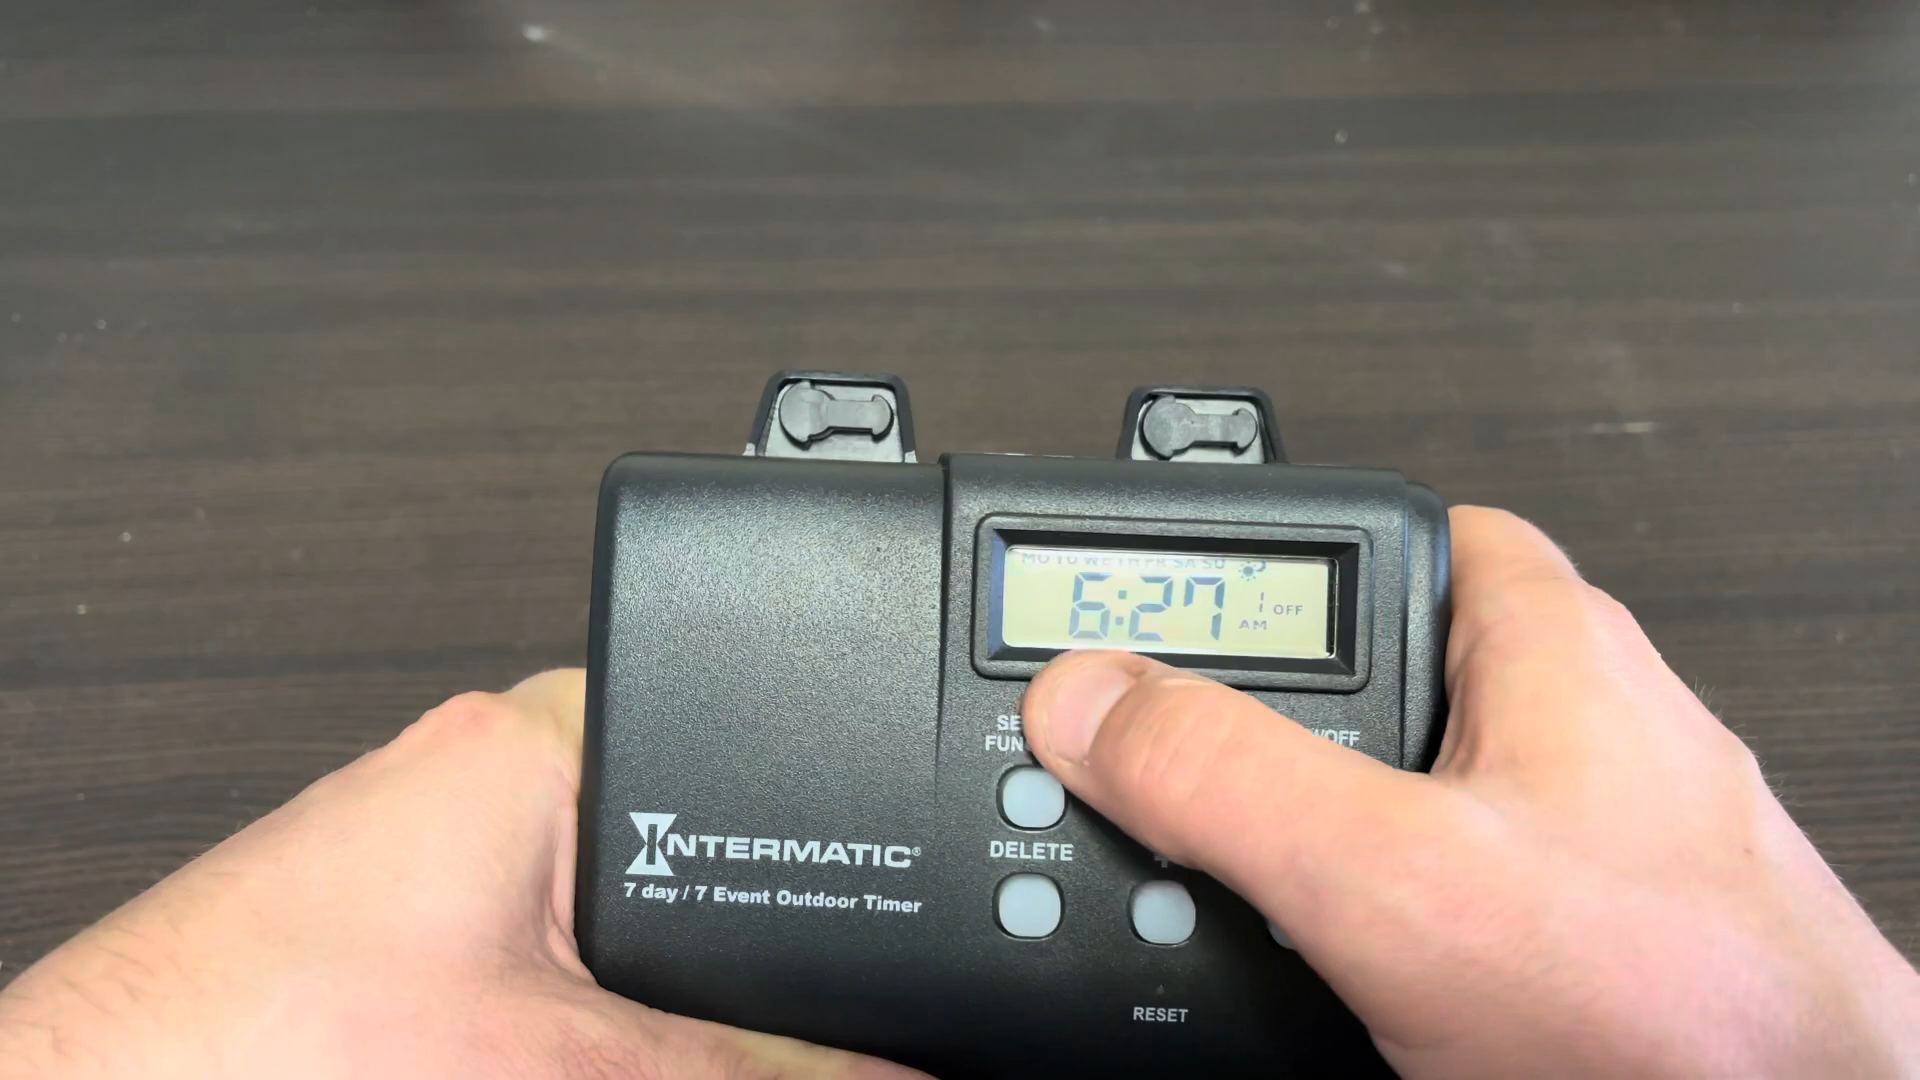 MO TU WE TH FR SA SU
6:27 1 OFF
AM
INTERMATIC®
7 day / 7 Event Outdoor Timer
DELETE
+
RESET